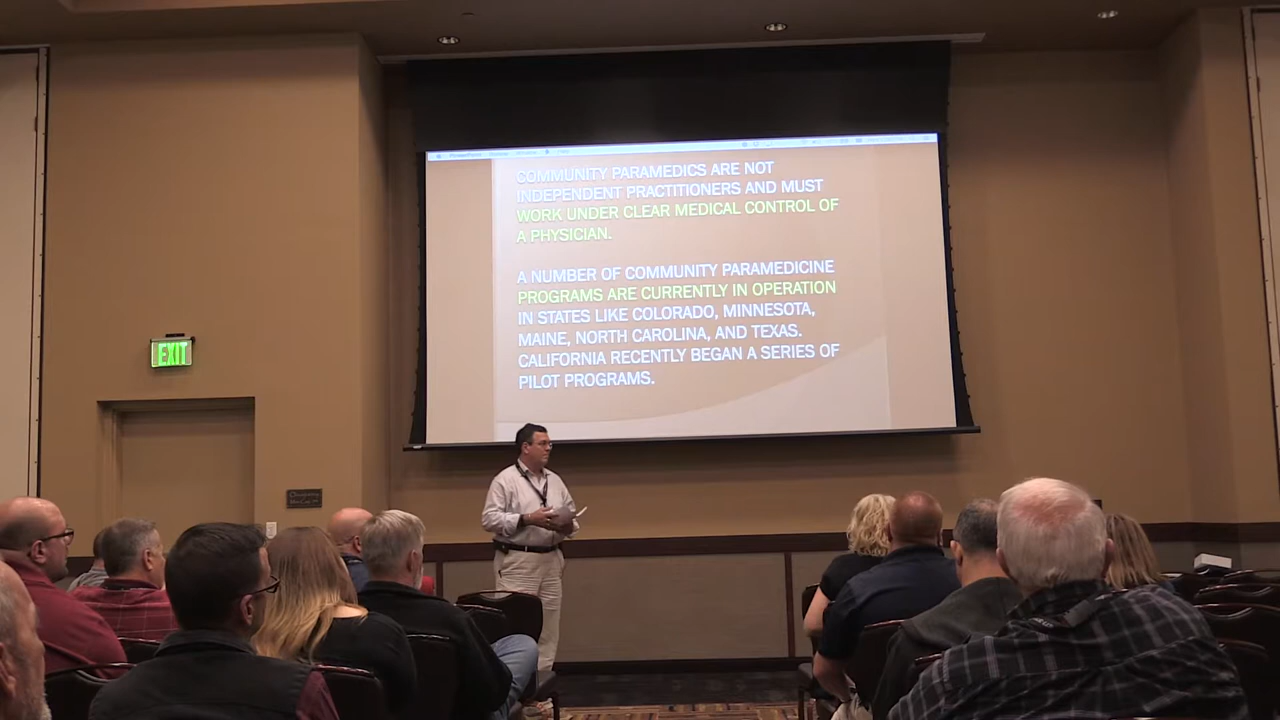 COMMUNITY PARAMEDICS ARE NOT
INDEPENDENT PRACTITIONERS AND MUST
WORK UNDER CLEAR MEDICAL CONTROL OF
A PHYSICIAN.
A NUMBER OF COMMUNITY PARAMEDICINE
PROGRAMS ARE CURRENTLY IN OPERATION
IN STATES LIKE COLORADO, MINNESOTA,
MAINE, NORTH CAROLINA, AND TEXAS.
CALIFORNIA RECENTLY BEGAN A SERIES OF
PILOT PROGRAMS.
EXIT